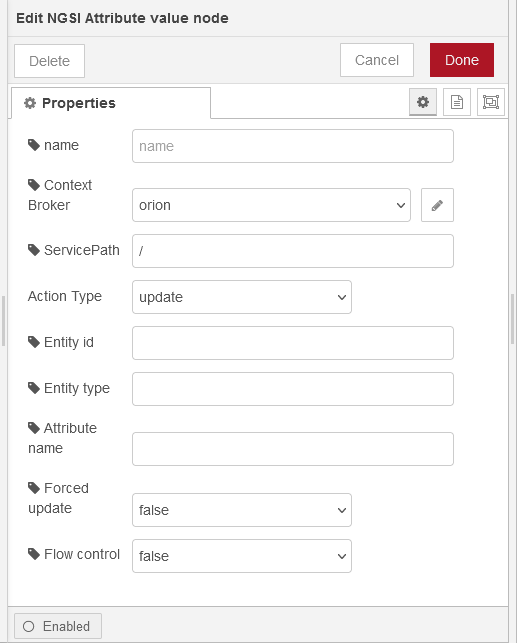 Edit NGSI Attribute value node
Delete
Cancel
Done
Properties
name
name
Context
Broker
orion
ServicePath
/
Action Type
update
Entity id
Entity type
Attribute
name
Forced
update
false
Flow control
false
Enabled